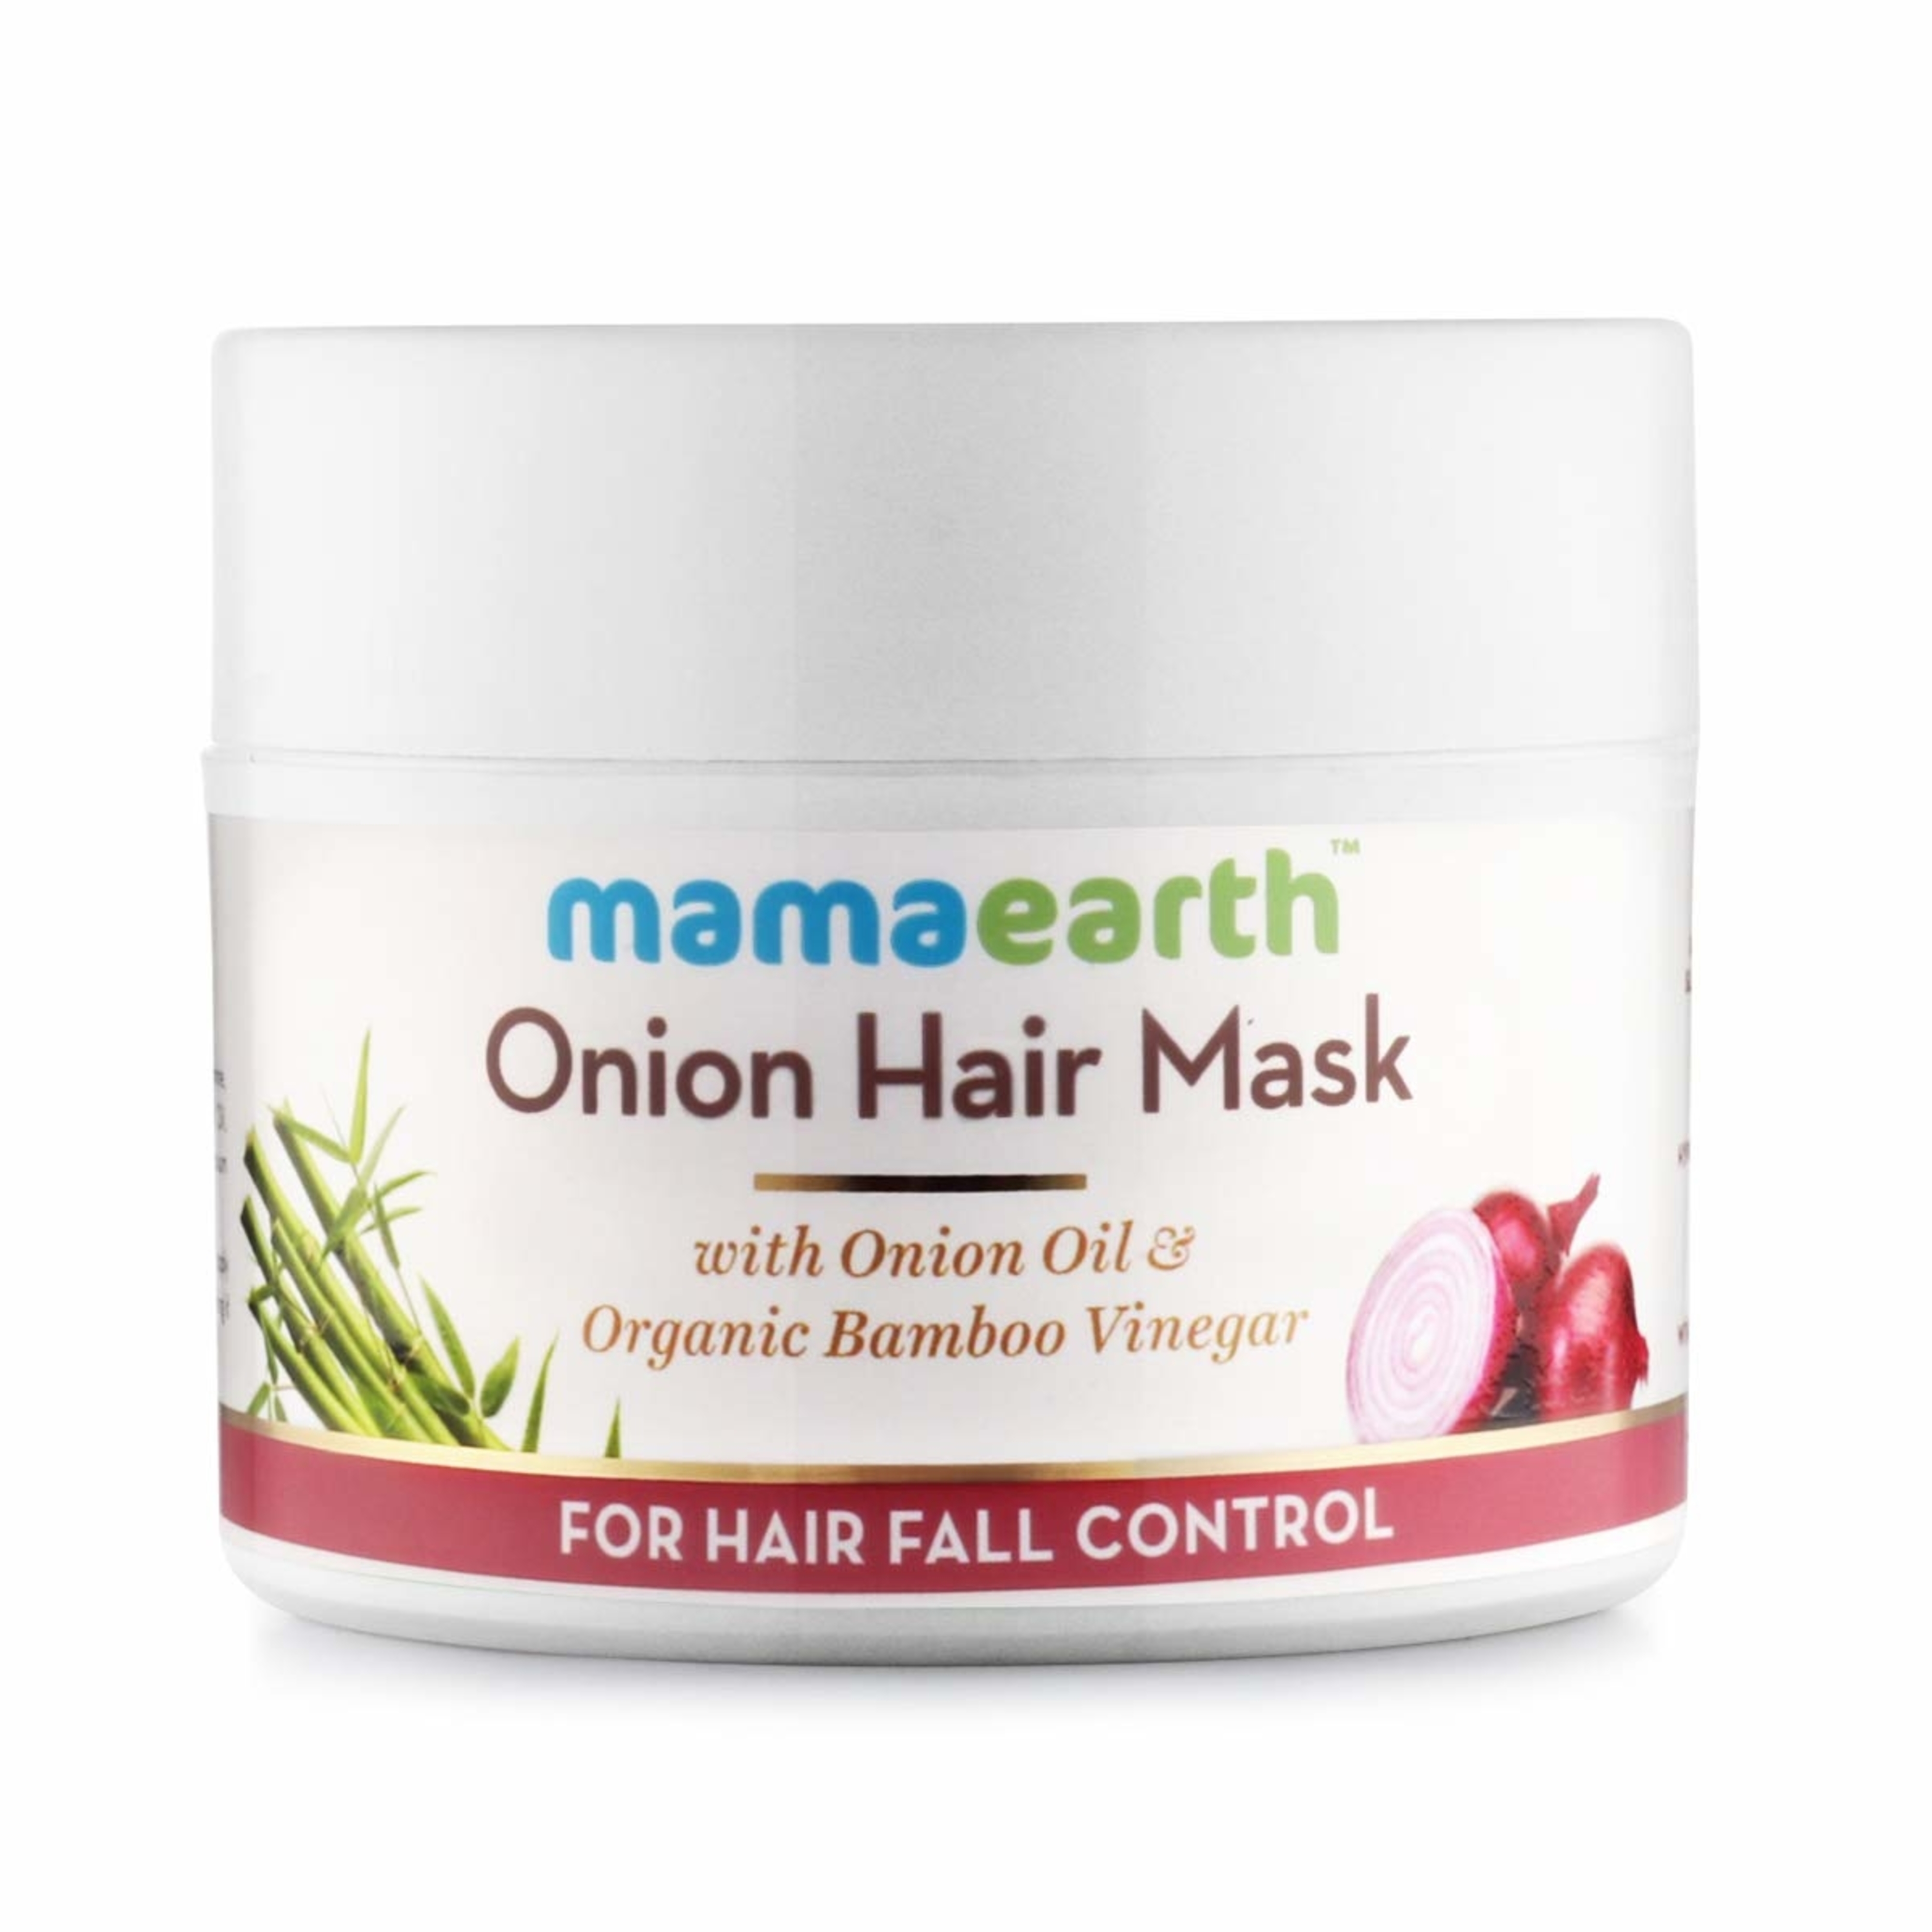 mamaearth™
Onion Hair Mask
with Onion Oil &
Organic Bamboo Vinegar
FOR HAIR FALL CONTROL